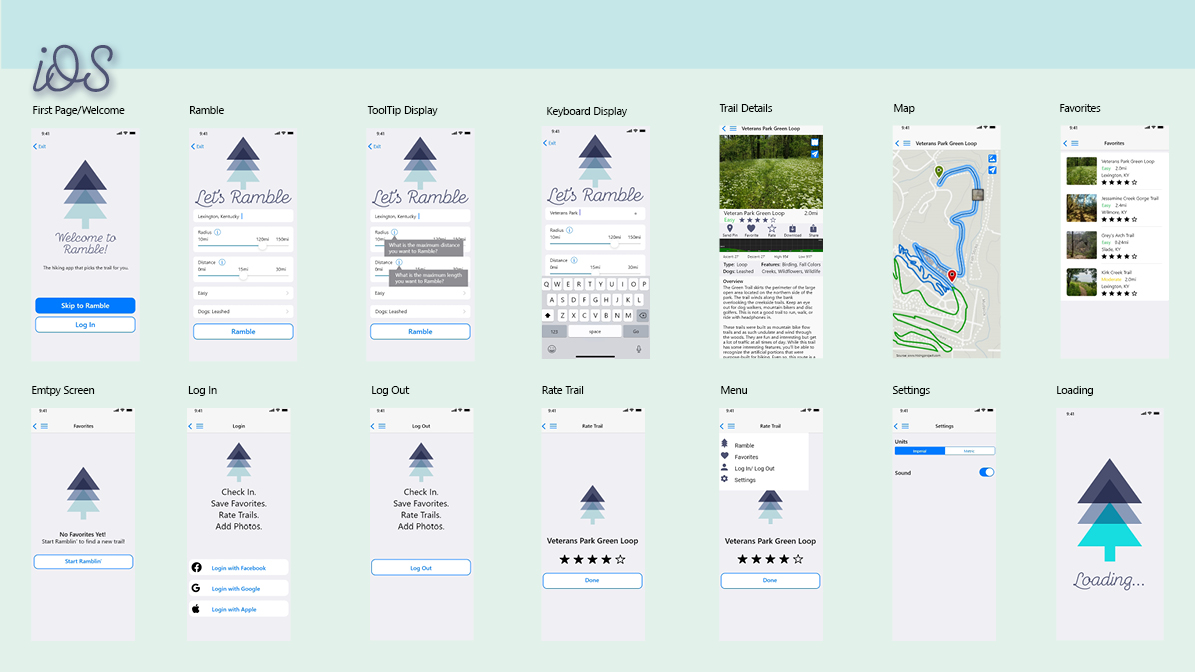 iOS
First Page/Welcome
Ramble
ToolTip Display
Keyboard Display
Trail Details
Map
Favorites
9:41
Exit
Welcome to
Ramble!
The hiking app that picks the trail for you.
Skip to Ramble
Log In
9:41
Exit
Let's Ramble
Lexington, Kentucky
Radius
10mi 120mi 150mi
Distance
0mi 15mi 30mi
Easy
Dogs: Leashed
Ramble
9:41
Exit
Let's Ramble
Lexington, Kentucky
Radius
10mi 120mi 150mi
What is the maximum distance
you want to Ramble?
Distance
0mi 15mi 30mi
What is the maximum length
you want to Ramble?
Easy
Dogs: Leashed
Ramble
9:41
Exit
Let's Ramble
Veterans Park
Radius
10mi 120mi 150mi
Distance
0mi 15mi 30mi
Q W E R T Y U I O P
A S D F G H J K L
Z X C V B N M
123 space Go
Veterans Park Green Loop
Veteran Park Green Loop 2.0mi
Easy
Send Pin Favorite Rate Download Share
Ascent 21' Descent 21' High 956 Low 911'
Type: Loop Features: Birding, Fall Colors
Dogs: Leashed Creeks, Wildflowers, Wildlife
Overview
The Green Trail skirts the perimeter of the large
open area located on the northern side of the
park. The trail winds along the bank
overlooking the creekside trails. Keep an eye
out for dog walkers, mountain bikers and disc
golfers. This is not a good trail to run, walk, or
ride with headphones in.
These trails were built as mountain bike flow
trails and as such undulate and wind through
the woods. They are fun and interesting but get
a lot of traffic at all times of day. While this trail
has some interesting features, you'll be able to
recognize the artificial portions that were
9:41
Veterans Park Green Loop
9:41
Favorites
Veterans Park Green Loop
Easy 2.0mi
Lexington, KY
Jessamine Creek Gorge Trail
Easy 2.4mi
Wilmore, KY
Grey's Arch Trail
Easy
Slade, KY
Kirk Creek Trail
2.0mi
Lexington, KY
Emtpy Screen
Log In
Log Out
Rate Trail
Menu
Settings
Loading
9:41
Favorites
No Favorites Yet!
Start Ramblin' to find a new trail!
Start Ramblin'
9:41
Login
Check In.
Save Favorites.
Rate Trails.
Add Photos.
Login with Facebook
Login with Google
Login with Apple
9:41
Log Out
Check In.
Save Favorites.
Rate Trails.
Add Photos.
Log Out
9:41
Rate Trail
Veterans Park Green Loop
Done
9:41
Rate Trail
Ramble
Favorites
Log In/ Log Out
Settings
Veterans Park Green Loop
Done
9:41
Settings
Units
Imperial Metric
Sound
9:41
Loading...